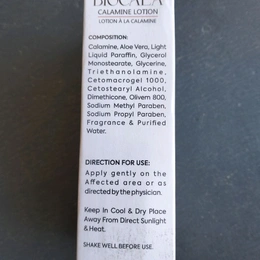 BIOCALA
CALAMINE LOTION
LOTION À LA CALAMINE
COMPOSITION:
Calamine, Aloe Vera, Light
Liquid Paraffin, Glycerol
Monostearate, Glycerine,
Triethanolamine,
Cetomacrogel 1000,
Cetostearyl Alcohol,
Dimethicone, Olivem 800,
Sodium Methyl Paraben,
Sodium Propyl Paraben,
Fragrance & Purified
Water.
DIRECTION FOR USE:
Apply gently on the
Affected area or as
directed by the physician.
Keep In Cool & Dry Place
Away From Direct Sunlight
& Heat.
SHAKE WELL BEFORE USE.